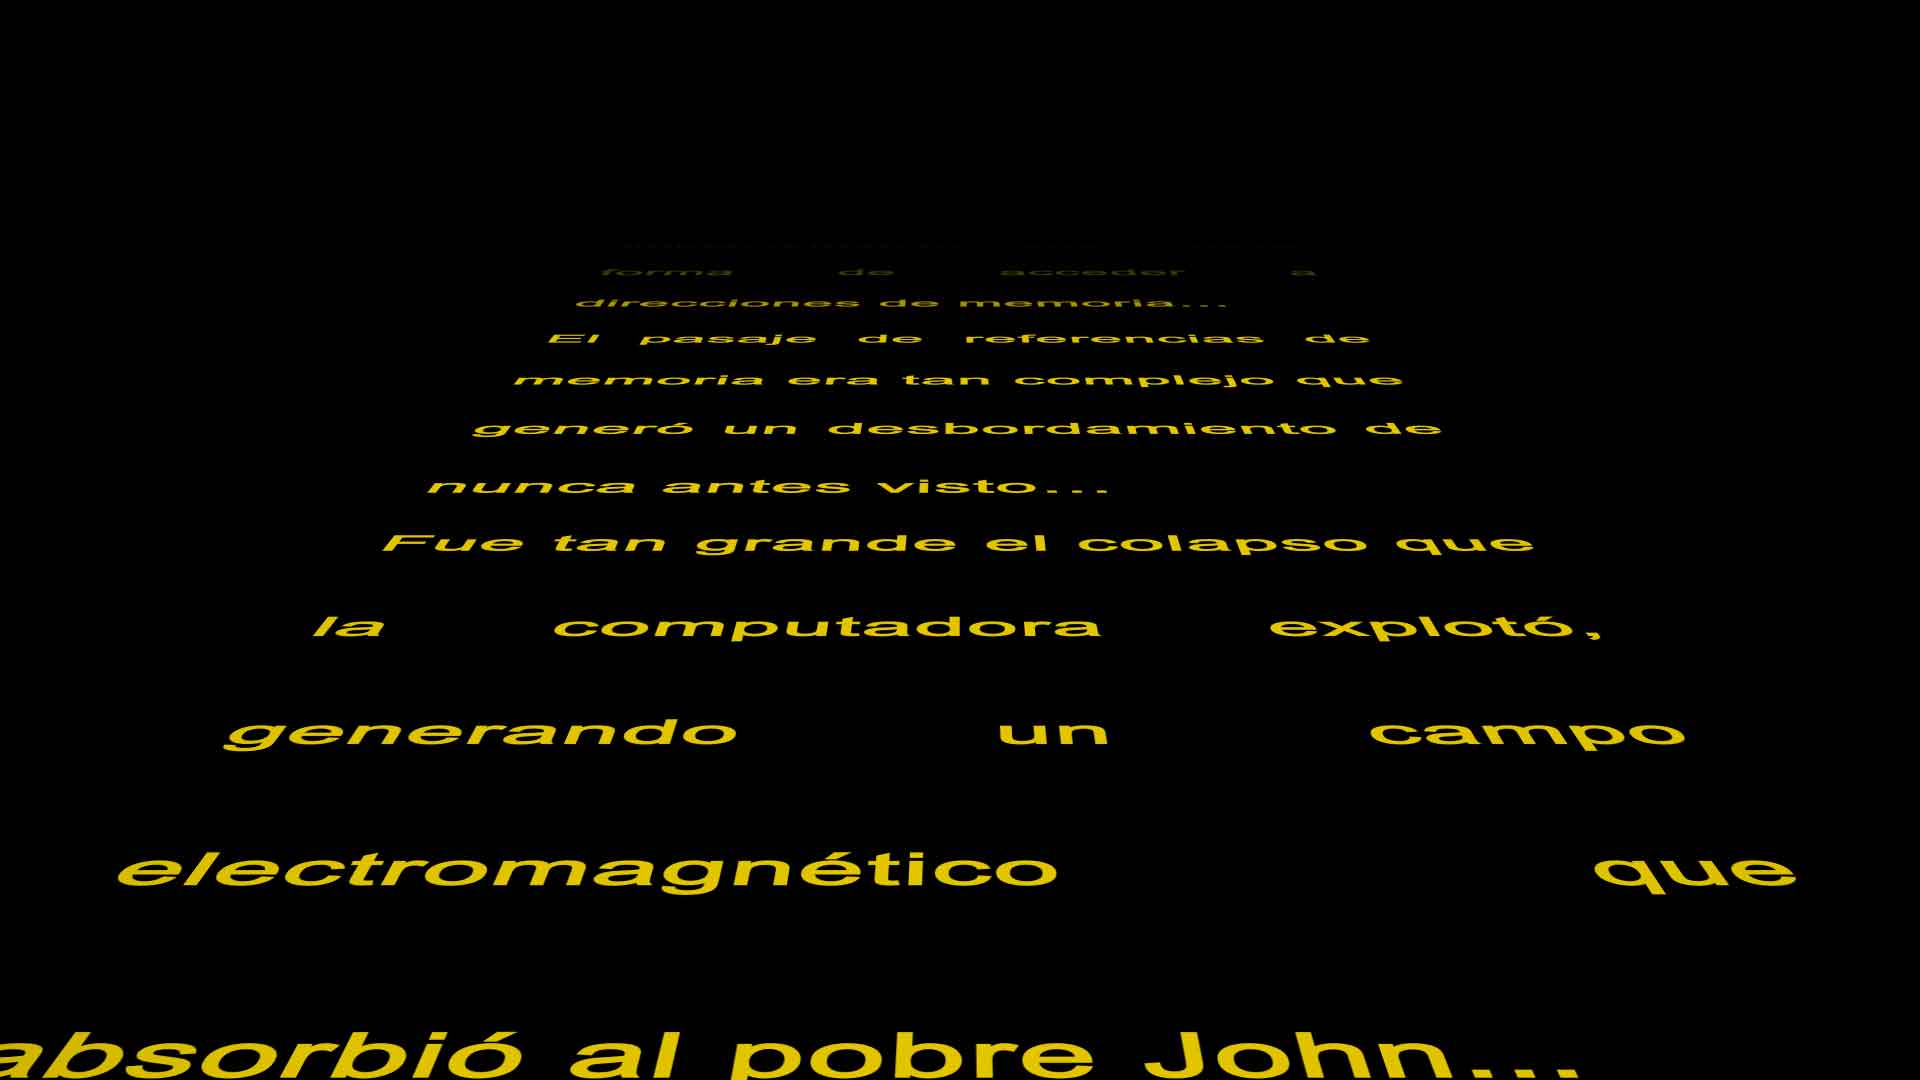 forma de acceder a
direcciones de memoria...
El pasaje de referencias de
memoria era tan complejo que
generó un desbordamiento de
nunca antes visto...
Fue tan grande el colapso que
la computadora explotó,
generando un campo
electromagnético que
absorbió al pobre John...